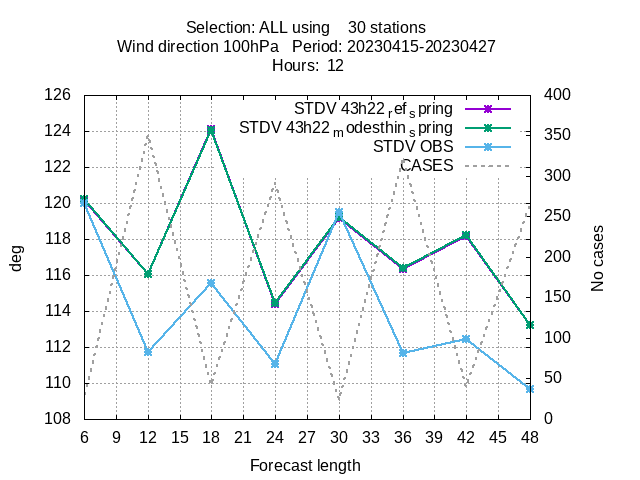 Selection: ALL using    30 stations
Wind direction 100hPa   Period: 20230415-20230427
Hours:  12
126 400
124 STDV 43h22 ref spring
350
STDV 43h22 modesthin spring
STDV OBS
122 CASES 300
120 250
118
116 200
114 150
112 100
110 50
108 0
deg
No cases
6 9 12 15 18 21 24 27 30 33 36 39 42 45 48
Forecast length